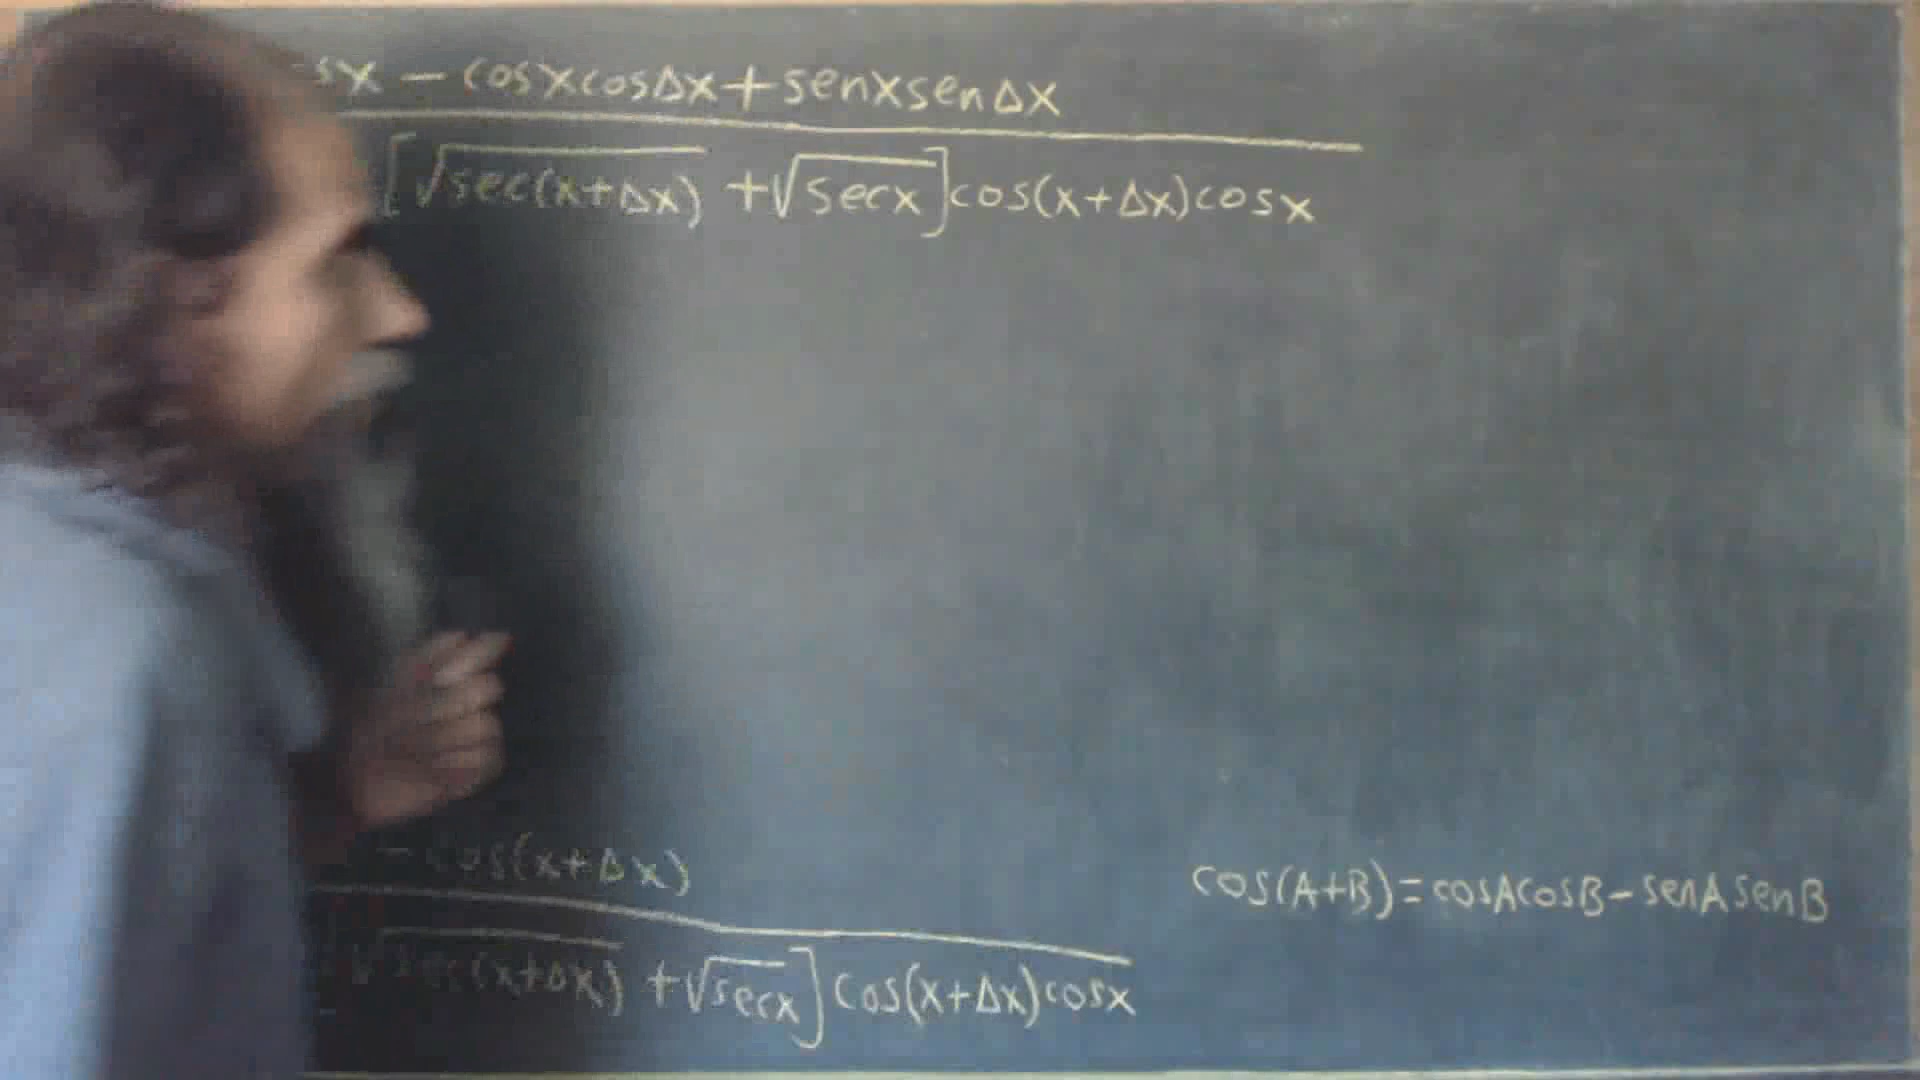 sx - cosxcosΔx+senxsenΔx
[√sec(x+Δx) +√secx]cos(x+Δx)cosx
- cos(x+Δx)
√sec(x+Δx) +√secx]cos(x+Δx)cosx
cos(A+B)=cosAcosB-senAsenB